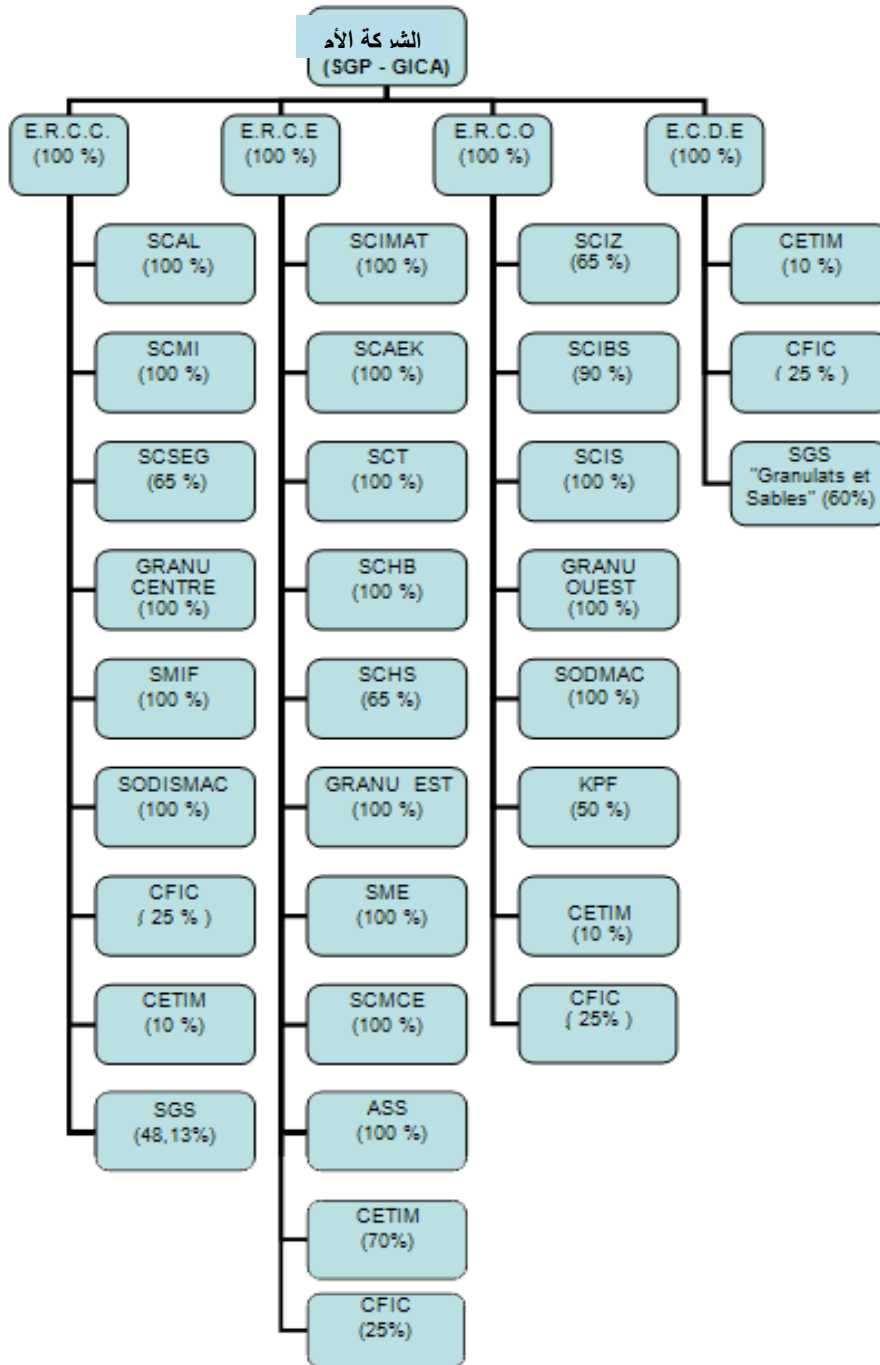 الشركة الأم
(SGP - GICA)
E.R.C.C.
(100 %)
E.R.C.E
(100 %)
E.R.C.O
(100 %)
E.C.D.E
(100 %)
SCAL
(100 %)
SCMI
(100 %)
SCSEG
(65 %)
GRANU
CENTRE
(100 %)
SMIF
(100 %)
SODISMAC
(100 %)
CFIC
( 25 % )
CETIM
(10 %)
SGS
(48,13%)
SCIMAT
(100 %)
SCAEK
(100 %)
SCT
(100 %)
SCHB
(100 %)
SCHS
(65 %)
GRANU EST
(100 %)
SME
(100 %)
SCMCE
(100 %)
ASS
(100 %)
CETIM
(70%)
CFIC
(25%)
SCIZ
(65 %)
SCIBS
(90 %)
SCIS
(100 %)
GRANU
OUEST
(100 %)
SODMAC
(100 %)
KPF
(50 %)
CETIM
(10 %)
CFIC
( 25% )
CETIM
(10 %)
CFIC
( 25 % )
SGS
"Granulats et
Sables" (60%)